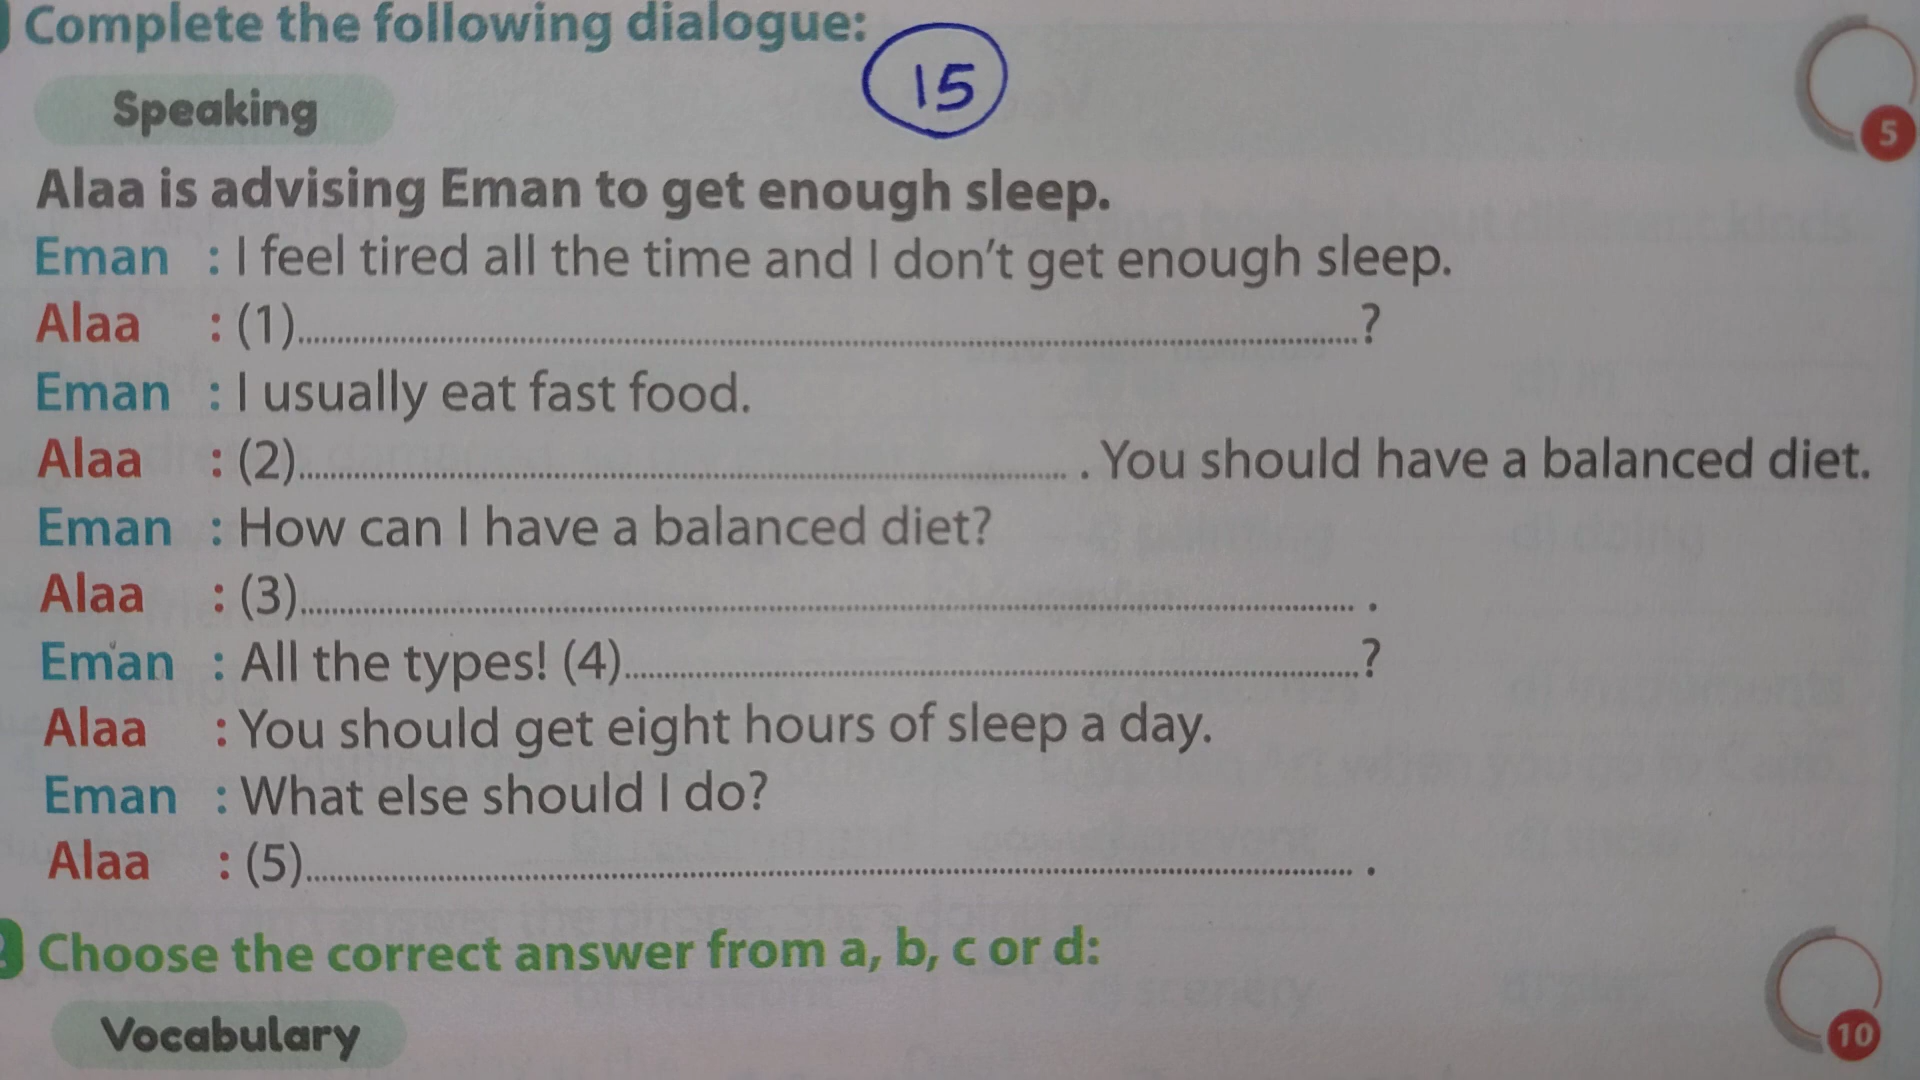 Complete the following dialogue:
15
Speaking
5
Alaa is advising Eman to get enough sleep.
Eman : I feel tired all the time and I don't get enough sleep.
Alaa : (1)..............................?
Eman : I usually eat fast food.
Alaa : (2).............................. . You should have a balanced diet.
Eman : How can I have a balanced diet?
Alaa : (3).............................. .
Eman : All the types! (4)..............................?
Alaa : You should get eight hours of sleep a day.
Eman : What else should I do?
Alaa : (5).............................. .
Choose the correct answer from a, b, c or d:
Vocabulary
10